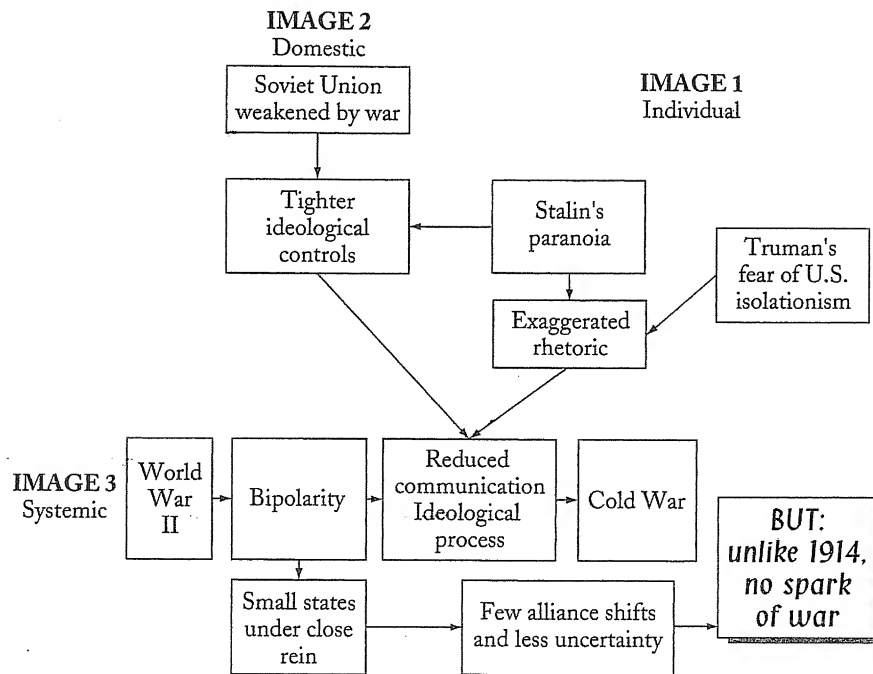 IMAGE 2
Domestic
Soviet Union
weakened by war
IMAGE 1
Individual
Tighter
ideological
controls
Stalin's
paranoia
Truman's
fear of U.S.
isolationism
Exaggerated
rhetoric
IMAGE 3
Systemic
World
War
II
Bipolarity
Reduced
communication
Ideological
process
Cold War
BUT:
unlike 1914,
no spark
of war
Small states
under close
rein
Few alliance shifts
and less uncertainty